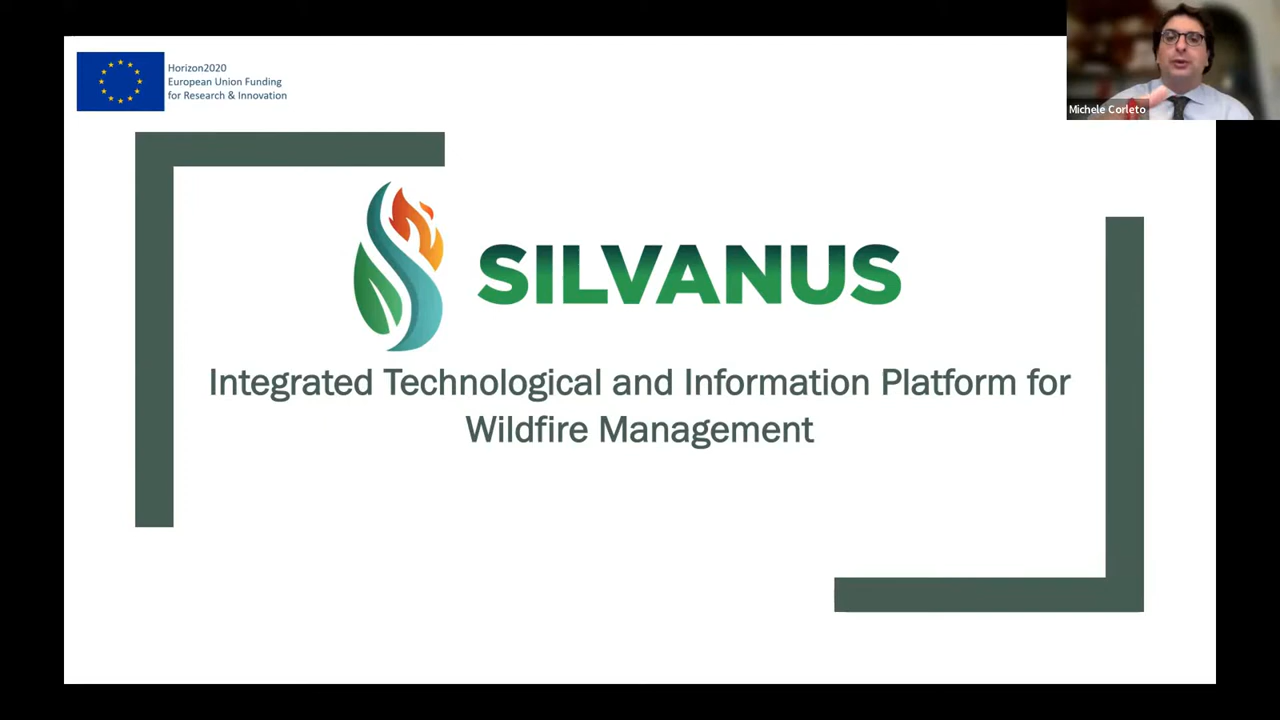 Horizon2020
European Union Funding
for Research & Innovation
Michele Corleto
SILVANUS
Integrated Technological and Information Platform for
Wildfire Management